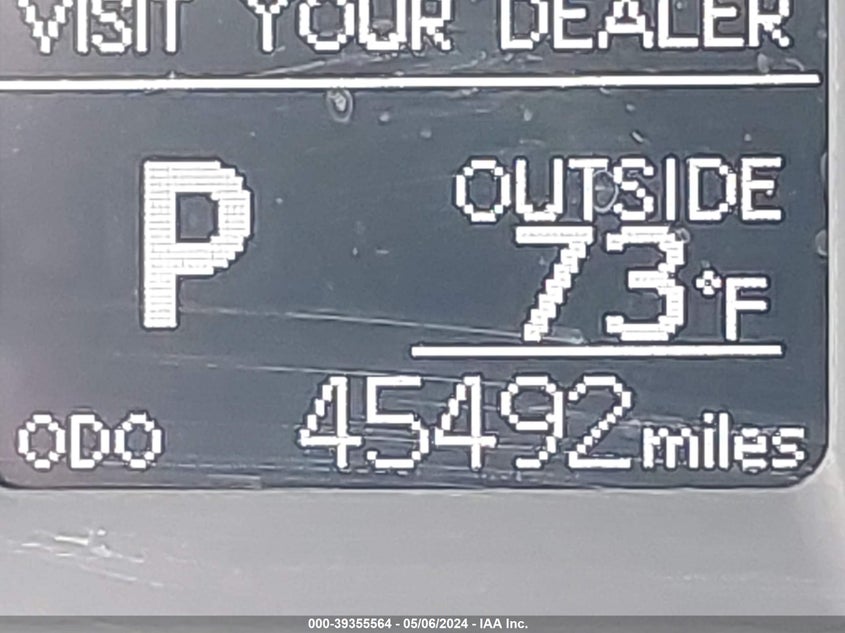 VISIT YOUR DEALER
P
OUTSIDE
73°F
ODO 45492 miles
000-39355564 - 05/06/2024 - IAA Inc.